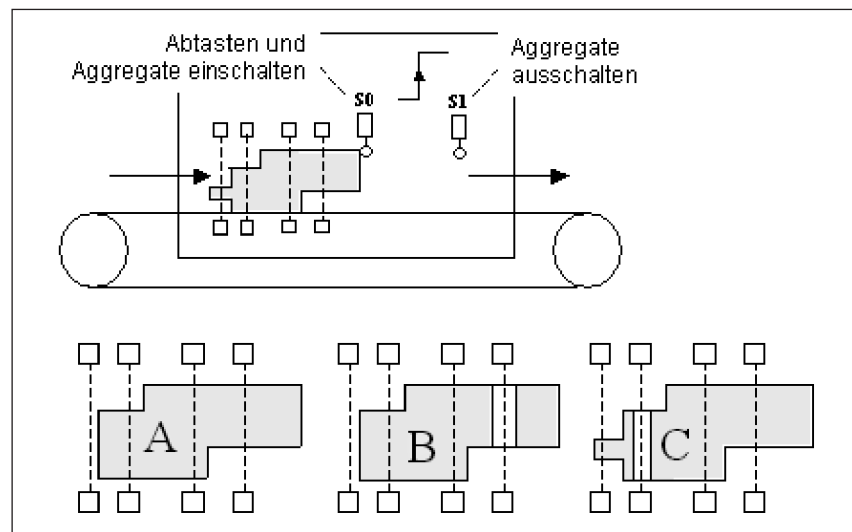 Abtasten und
Aggregate einschalten
Aggregate
ausschalten
S0
S1
A
B
C